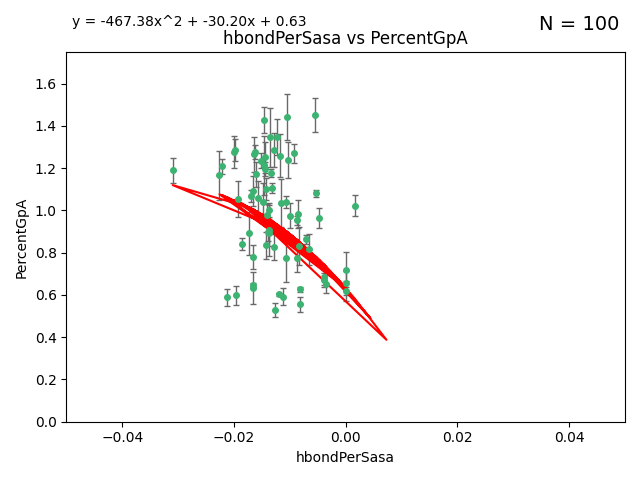 y = -467.38x^2 + -30.20x + 0.63
N = 100
hbondPerSasa vs PercentGpA
PercentGpA
1.6
1.4
1.2
1.0
0.8
0.6
0.4
0.2
0.0
−0.04
−0.02
0.00
0.02
0.04
hbondPerSasa